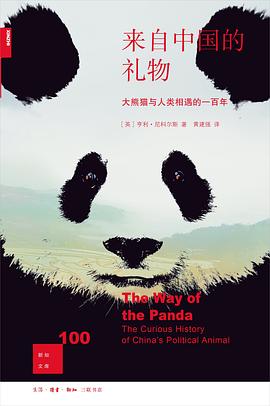 来自中国的
礼物
大熊猫与人类相遇的一百年
[英] 亨利·尼科尔斯 著 黄建强 译
The Way of
the Panda
The Curious History
of China's Political Animal
100
新知
文库
生活·讀書·新知 三联书店